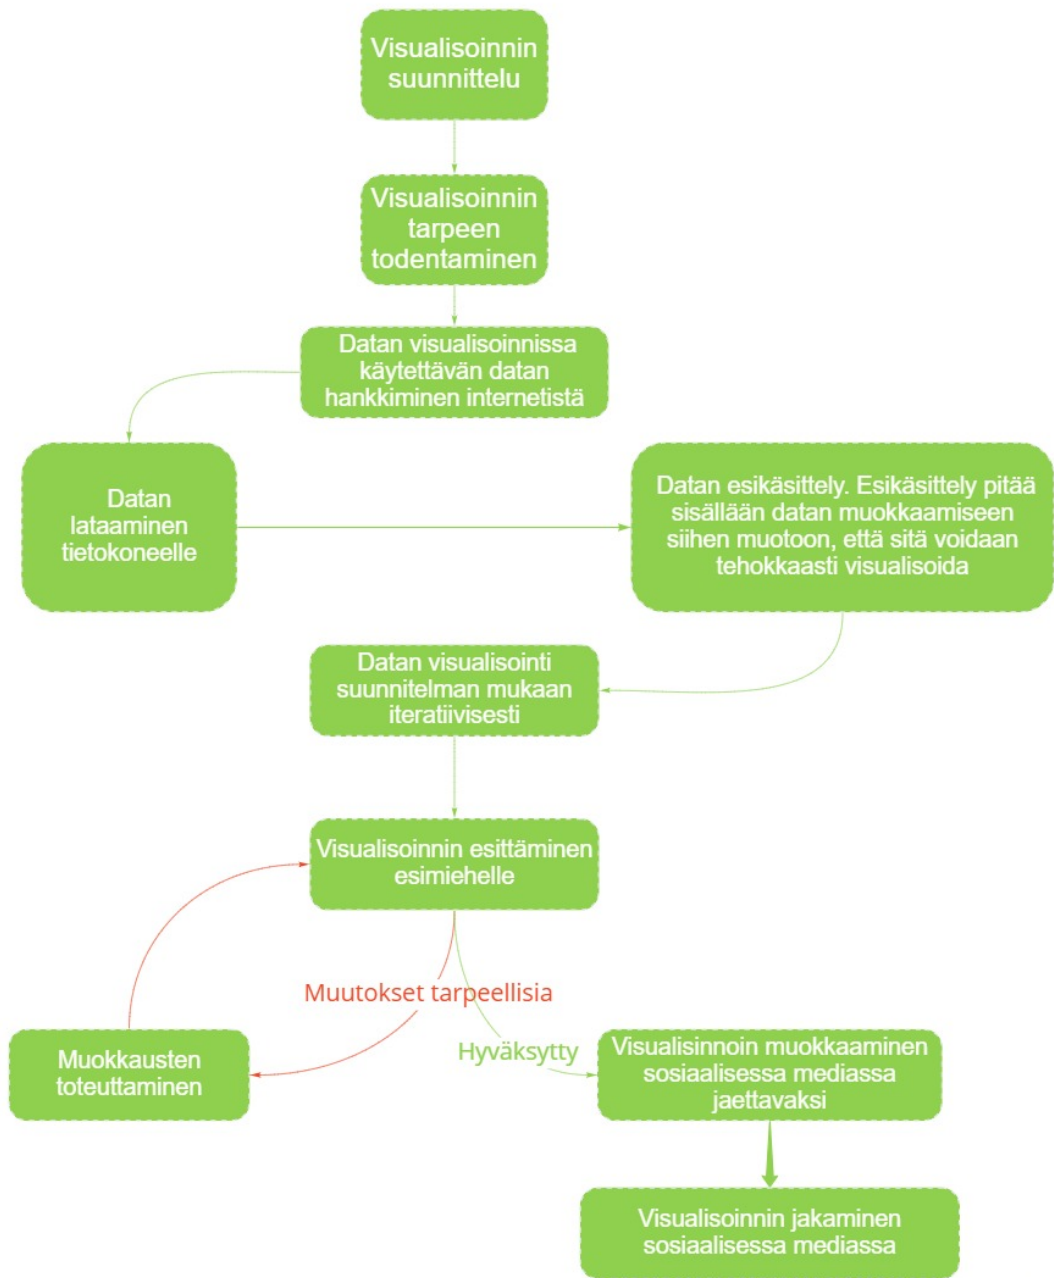 Visualisoinnin
suunnittelu
Visualisoinnin
tarpeen
todentaminen
Datan visualisoinnissa
käytettävän datan
hankkiminen internetistä
Datan
lataaminen
tietokoneelle
Datan esikäsittely. Esikäsittely pitää
sisällään datan muokkaamiseen
siihen muotoon, että sitä voidaan
tehokkaasti visualisoida
Datan visualisointi
suunnitelman mukaan
iteratiivisesti
Visualisoinnin esittäminen
esimiehelle
Muutokset tarpeellisia
Hyväksytty
Muokkausten
toteuttaminen
Visualisinnoin muokkaaminen
sosiaalisessa mediassa
jaettavaksi
Visualisoinnin jakaminen
sosiaalisessa mediassa